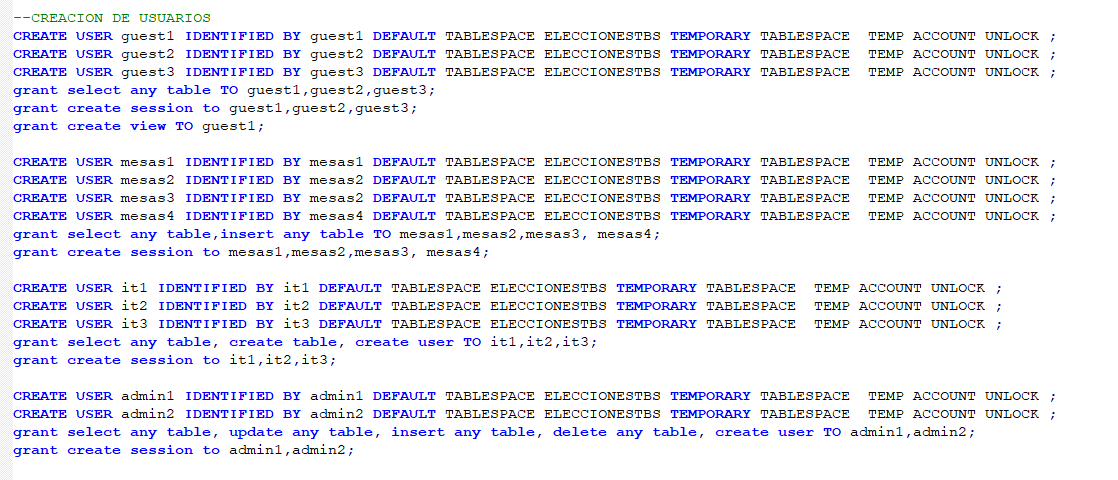 --CREACION DE USUARIOS
CREATE USER guest1 IDENTIFIED BY guest1 DEFAULT TABLESPACE ELECCIONESTBS TEMPORARY TABLESPACE  TEMP ACCOUNT UNLOCK ;
CREATE USER guest2 IDENTIFIED BY guest2 DEFAULT TABLESPACE ELECCIONESTBS TEMPORARY TABLESPACE  TEMP ACCOUNT UNLOCK ;
CREATE USER guest3 IDENTIFIED BY guest3 DEFAULT TABLESPACE ELECCIONESTBS TEMPORARY TABLESPACE  TEMP ACCOUNT UNLOCK ;
grant select any table TO guest1,guest2,guest3;
grant create session to guest1,guest2,guest3;
grant create view TO guest1;
CREATE USER mesas1 IDENTIFIED BY mesas1 DEFAULT TABLESPACE ELECCIONESTBS TEMPORARY TABLESPACE  TEMP ACCOUNT UNLOCK ;
CREATE USER mesas2 IDENTIFIED BY mesas2 DEFAULT TABLESPACE ELECCIONESTBS TEMPORARY TABLESPACE  TEMP ACCOUNT UNLOCK ;
CREATE USER mesas3 IDENTIFIED BY mesas2 DEFAULT TABLESPACE ELECCIONESTBS TEMPORARY TABLESPACE  TEMP ACCOUNT UNLOCK ;
CREATE USER mesas4 IDENTIFIED BY mesas4 DEFAULT TABLESPACE ELECCIONESTBS TEMPORARY TABLESPACE  TEMP ACCOUNT UNLOCK ;
grant select any table,insert any table TO mesas1,mesas2,mesas3, mesas4;
grant create session to mesas1,mesas2,mesas3, mesas4;
CREATE USER it1 IDENTIFIED BY it1 DEFAULT TABLESPACE ELECCIONESTBS TEMPORARY TABLESPACE  TEMP ACCOUNT UNLOCK ;
CREATE USER it2 IDENTIFIED BY it2 DEFAULT TABLESPACE ELECCIONESTBS TEMPORARY TABLESPACE  TEMP ACCOUNT UNLOCK ;
CREATE USER it3 IDENTIFIED BY it3 DEFAULT TABLESPACE ELECCIONESTBS TEMPORARY TABLESPACE  TEMP ACCOUNT UNLOCK ;
grant select any table, create table, create user TO it1,it2,it3;
grant create session to it1,it2,it3;
CREATE USER admin1 IDENTIFIED BY admin1 DEFAULT TABLESPACE ELECCIONESTBS TEMPORARY TABLESPACE  TEMP ACCOUNT UNLOCK ;
CREATE USER admin2 IDENTIFIED BY admin2 DEFAULT TABLESPACE ELECCIONESTBS TEMPORARY TABLESPACE  TEMP ACCOUNT UNLOCK ;
grant select any table, update any table, insert any table, delete any table, create user TO admin1,admin2;
grant create session to admin1,admin2;